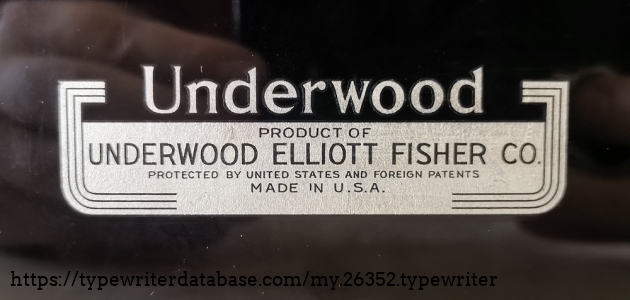 Underwood
PRODUCT OF
UNDERWOOD ELLIOTT FISHER CO.
PROTECTED BY UNITED STATES AND FOREIGN PATENTS
MADE IN U.S.A.
https://typewriterdatabase.com/my.26352.typewriter